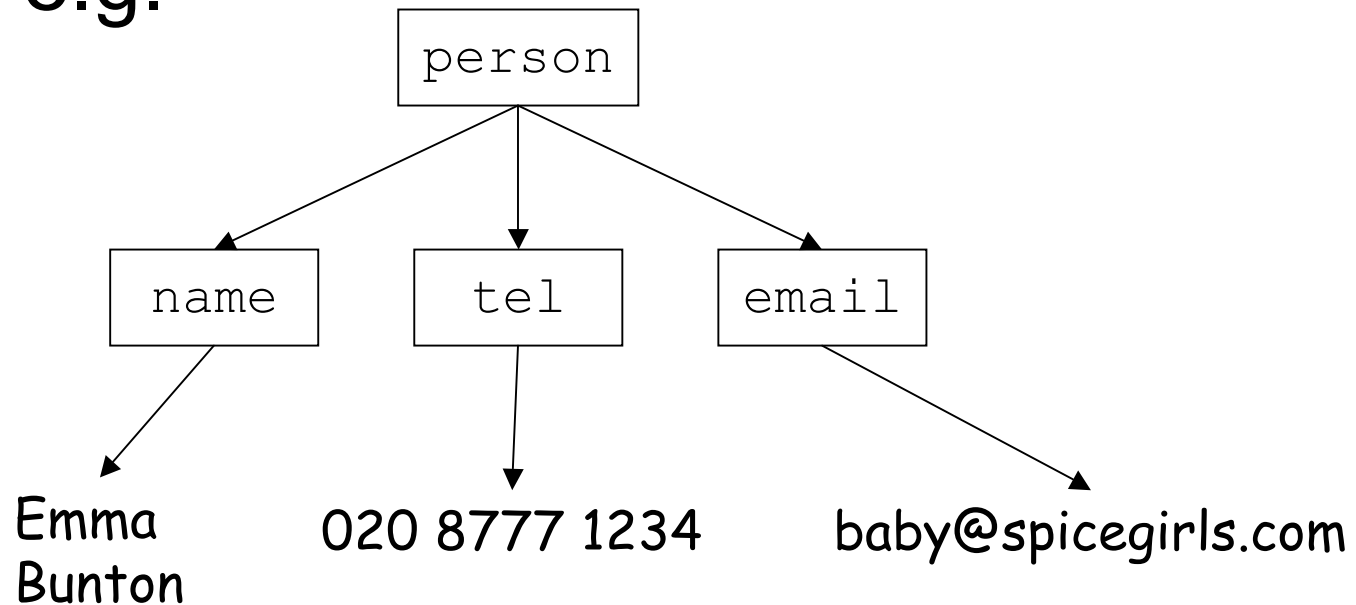 e.g.
person
name tel email
Emma
Bunton
020 8777 1234
baby@spicegirls.com